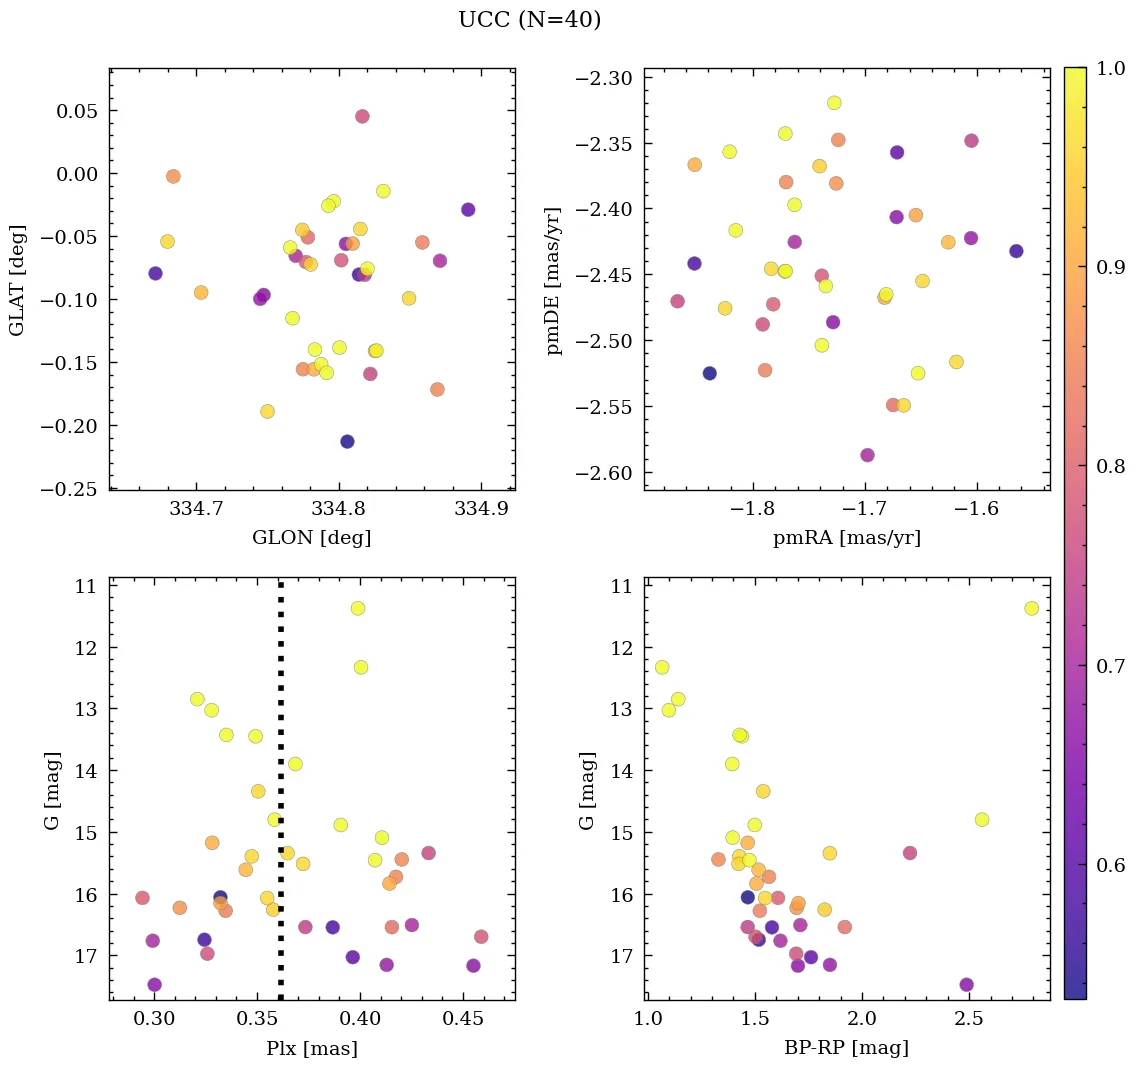 UCC (N=40)
0.05
0.00
−0.05
−0.10
−0.15
−0.20
−0.25
GLAT [deg]
334.7 334.8 334.9
GLON [deg]
−2.30
−2.35
−2.40
−2.45
−2.50
−2.55
−2.60
pmDE [mas/yr]
−1.8 −1.7 −1.6
pmRA [mas/yr]
11
12
13
14
15
16
17
G [mag]
0.30 0.35 0.40 0.45
Plx [mas]
11
12
13
14
15
16
17
G [mag]
1.0 1.5 2.0 2.5
BP-RP [mag]
1.0
0.9
0.8
0.7
0.6